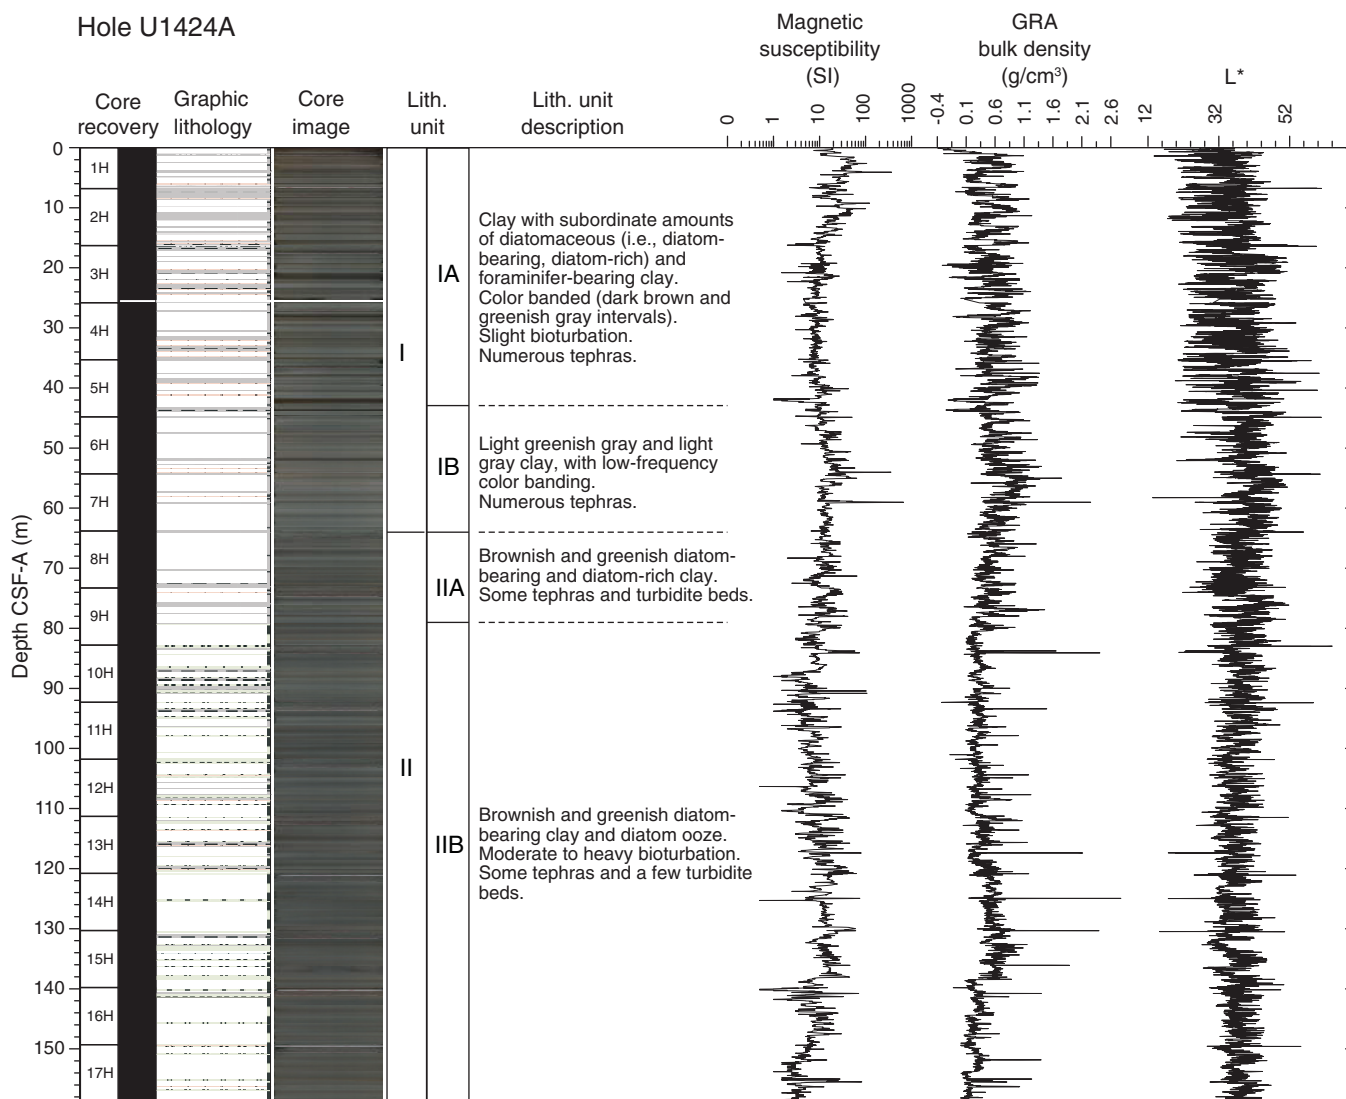 Hole U1424A
Core
recovery
Graphic
lithology
Core
image
Lith.
unit
Lith. unit
description
Magnetic
susceptibility
(SI)
GRA
bulk density
(g/cm³)
L*
0 1 10 100 1000
-0.4 0.1 0.6 1.1 1.6 2.1 2.6
12 32 52
Depth CSF-A (m)
0
10
20
30
40
50
60
70
80
90
100
110
120
130
140
150
1H
2H
3H
4H
5H
6H
7H
8H
9H
10H
11H
12H
13H
14H
15H
16H
17H
I
II
IA
Clay with subordinate amounts
of diatomaceous (i.e., diatom-
bearing, diatom-rich) and
foraminifer-bearing clay.
Color banded (dark brown and
greenish gray intervals).
Slight bioturbation.
Numerous tephras.
IB
Light greenish gray and light
gray clay, with low-frequency
color banding.
Numerous tephras.
IIA
Brownish and greenish diatom-
bearing and diatom-rich clay.
Some tephras and turbidite beds.
IIB
Brownish and greenish diatom-
bearing clay and diatom ooze.
Moderate to heavy bioturbation.
Some tephras and a few turbidite
beds.